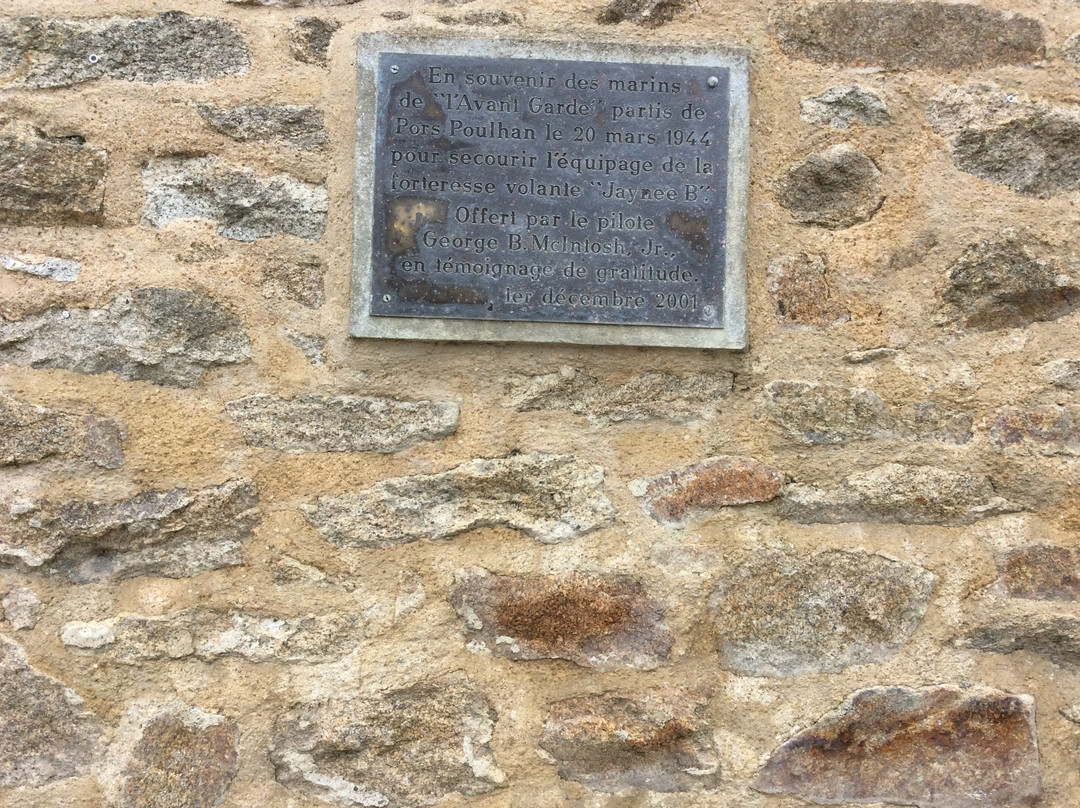 En souvenir des marins
de "l'Avant Garde" partis de
Pors Poulhan le 20 mars 1944
pour secourir l'équipage de la
forteresse volante "Jaynee B".
Offert par le pilote
George B. McIntosh, Jr.,
en témoignage de gratitude.
1er décembre 2001